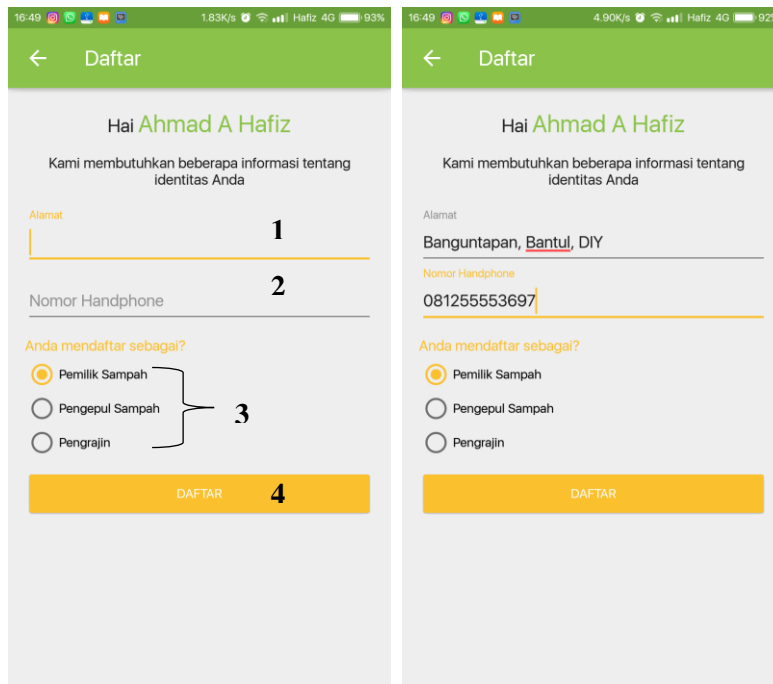 16:49 1.83K/s Hafiz 4G 93%
Daftar
Hai Ahmad A Hafiz
Kami membutuhkan beberapa informasi tentang
identitas Anda
Alamat
1
2
Nomor Handphone
Anda mendaftar sebagai?
Pemilik Sampah
Pengepul Sampah
3
Pengrajin
DAFTAR 4
16:49 4.90K/s Hafiz 4G 92%
Daftar
Hai Ahmad A Hafiz
Kami membutuhkan beberapa informasi tentang
identitas Anda
Alamat
Banguntapan, Bantul, DIY
Nomor Handphone
081255553697
Anda mendaftar sebagai?
Pemilik Sampah
Pengepul Sampah
Pengrajin
DAFTAR